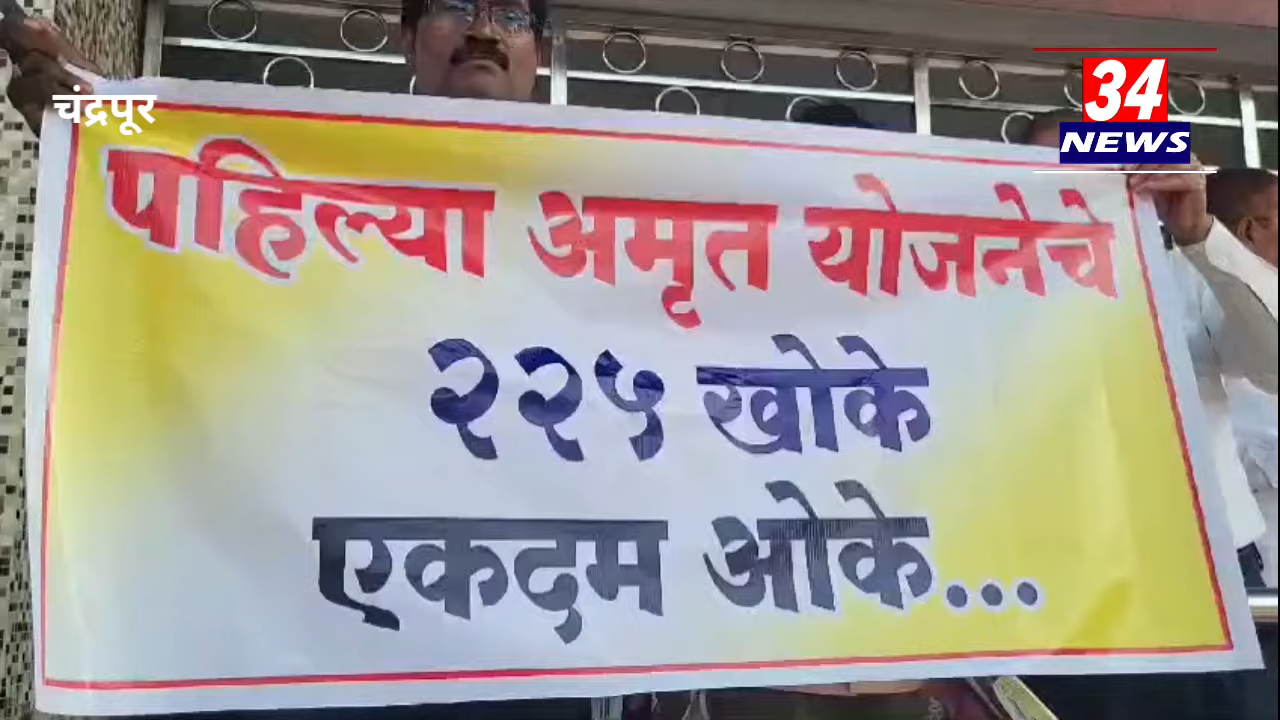 चंद्रपूर
34
NEWS
पहिल्या अमृत योजनेचे
२२५ खोके
एकदम ओके...